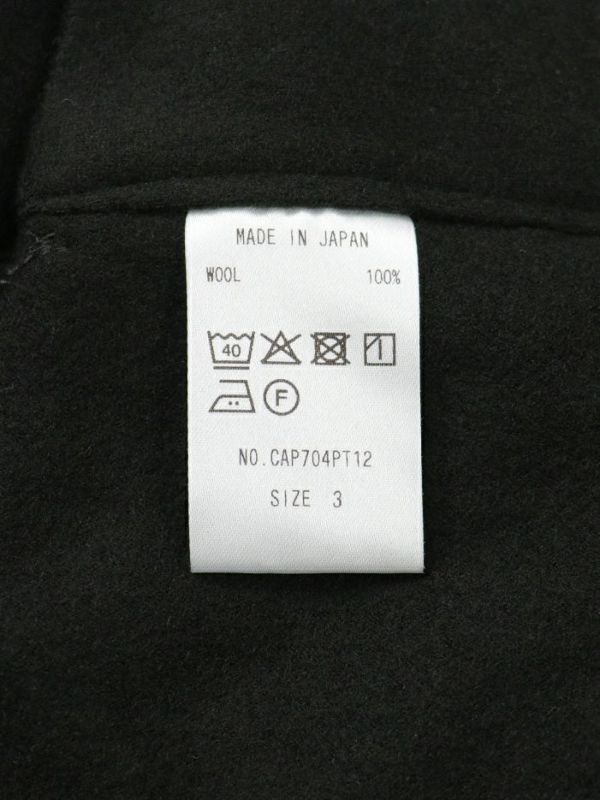 MADE IN JAPAN
WOOL 100%
40
F
NO.CAP704PT12
SIZE 3